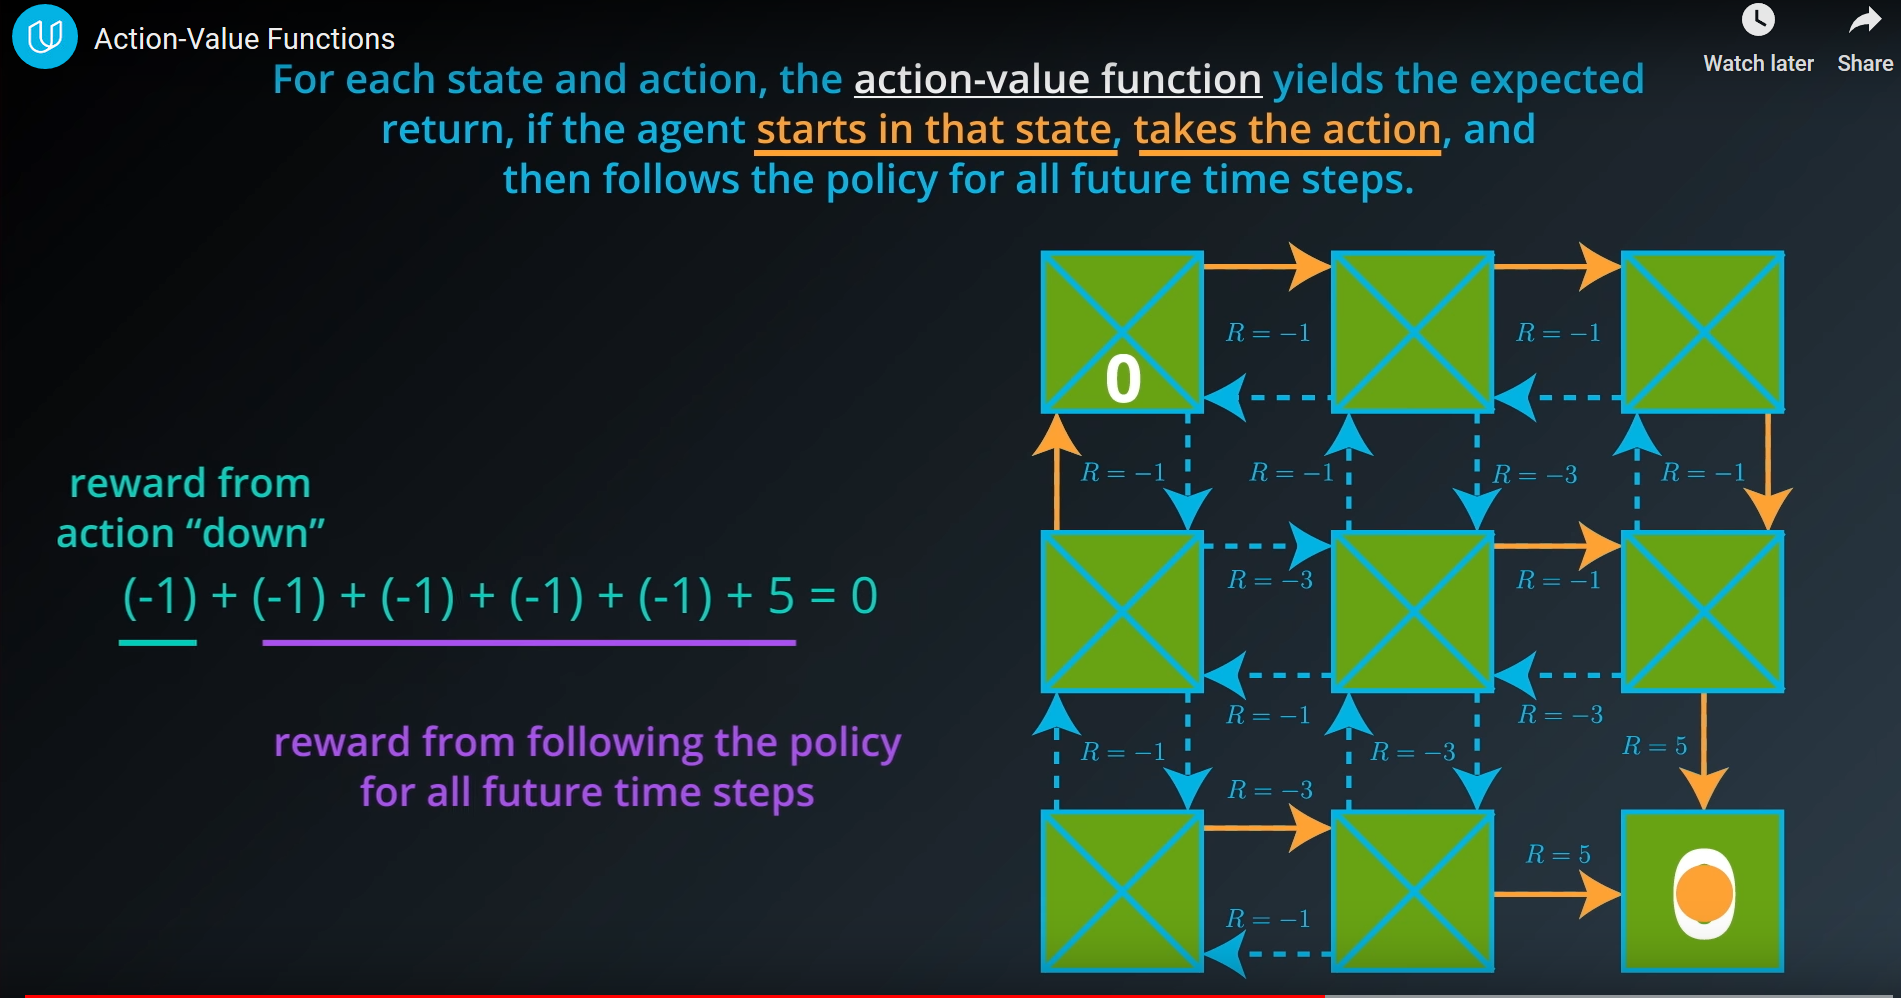 Action-Value Functions
Watch later
Share
For each state and action, the action-value function yields the expected
return, if the agent starts in that state, takes the action, and
then follows the policy for all future time steps.
reward from
action “down”
(-1) + (-1) + (-1) + (-1) + (-1) + 5 = 0
reward from following the policy
for all future time steps
R = −1
R = −1
0
R = −1
R = −1
R = −3
R = −1
R = −3
R = −1
R = −1
R = −3
R = −1
R = −3
R = 5
R = −3
R = 5
0
R = −1